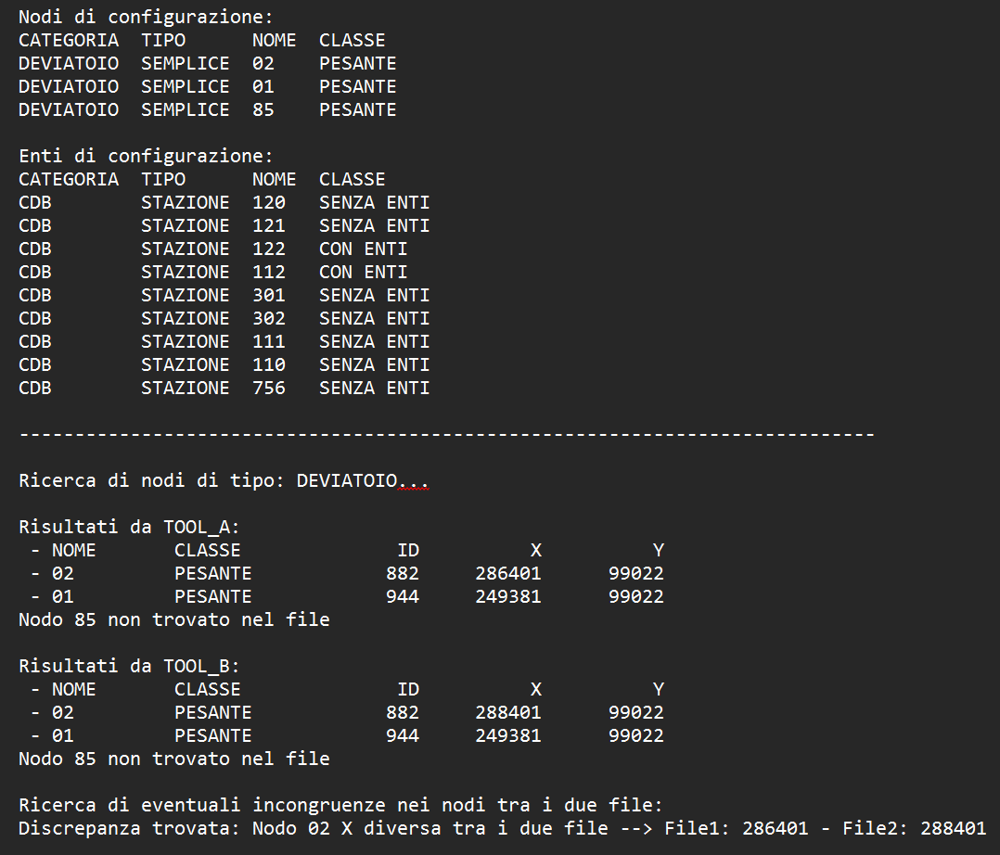 Nodi di configurazione:
CATEGORIA  TIPO      NOME  CLASSE
DEVIATOIO  SEMPLICE  02    PESANTE
DEVIATOIO  SEMPLICE  01    PESANTE
DEVIATOIO  SEMPLICE  85    PESANTE

Enti di configurazione:
CATEGORIA  TIPO      NOME  CLASSE
CDB        STAZIONE  120   SENZA ENTI
CDB        STAZIONE  121   SENZA ENTI
CDB        STAZIONE  122   CON ENTI
CDB        STAZIONE  112   CON ENTI
CDB        STAZIONE  301   SENZA ENTI
CDB        STAZIONE  302   SENZA ENTI
CDB        STAZIONE  111   SENZA ENTI
CDB        STAZIONE  110   SENZA ENTI
CDB        STAZIONE  756   SENZA ENTI

-----------------------------------------------------------------------------

Ricerca di nodi di tipo: DEVIATOIO...

Risultati da TOOL_A:
 - NOME       CLASSE              ID          X          Y
 - 02         PESANTE            882     286401      99022
 - 01         PESANTE            944     249381      99022
Nodo 85 non trovato nel file

Risultati da TOOL_B:
 - NOME       CLASSE              ID          X          Y
 - 02         PESANTE            882     288401      99022
 - 01         PESANTE            944     249381      99022
Nodo 85 non trovato nel file

Ricerca di eventuali incongruenze nei nodi tra i due file:
Discrepanza trovata: Nodo 02 X diversa tra i due file --> File1: 286401 - File2: 288401